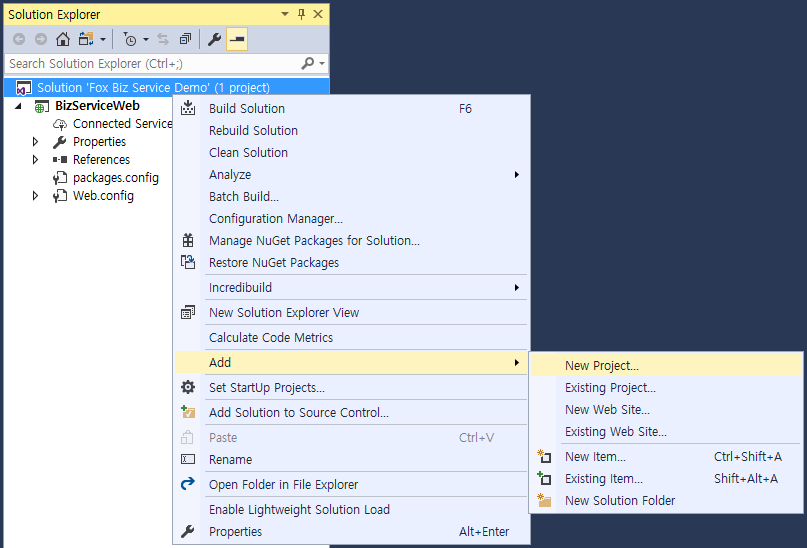 Solution Explorer
Search Solution Explorer (Ctrl+;)
Solution 'Fox Biz Service Demo' (1 project)
BizServiceWeb
Connected Service
Properties
References
packages.config
Web.config
Build Solution F6
Rebuild Solution
Clean Solution
Analyze
Batch Build...
Configuration Manager...
Manage NuGet Packages for Solution...
Restore NuGet Packages
Incredibuild
New Solution Explorer View
Calculate Code Metrics
Add
Set StartUp Projects...
Add Solution to Source Control...
Paste Ctrl+V
Rename
Open Folder in File Explorer
Enable Lightweight Solution Load
Properties Alt+Enter
New Project...
Existing Project...
New Web Site...
Existing Web Site...
New Item... Ctrl+Shift+A
Existing Item... Shift+Alt+A
New Solution Folder